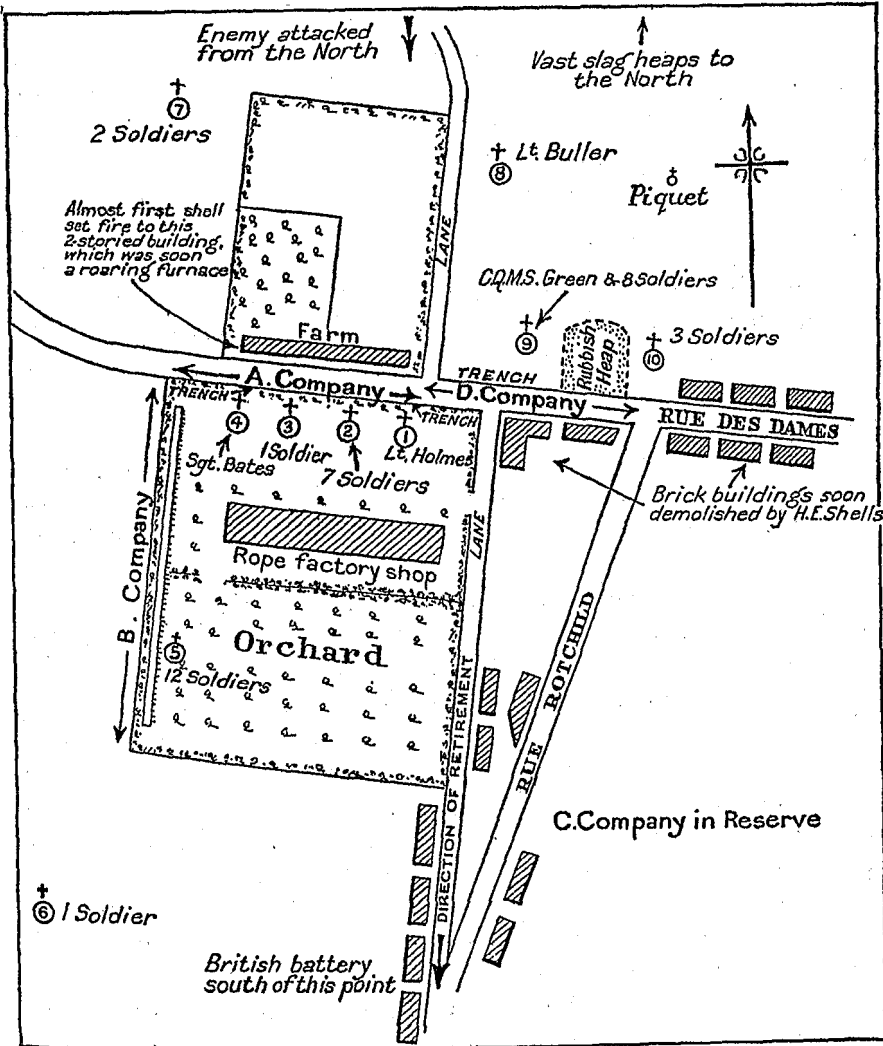 Enemy attacked
from the North
Vast slag heaps to
the North
7
2 Soldiers
8
Lt. Buller
Piquet
Almost first shell
set fire to this
2-storied building,
which was soon
a roaring furnace
LANE
C.Q.M.S. Green & 8 Soldiers
Farm
9
Rubbish
Heap
10
3 Soldiers
A. Company
TRENCH
D. Company
TRENCH
TRENCH
RUE DES DAMES
4
3
2
1
Sgt. Bates
1 Soldier
7 Soldiers
Lt. Holmes
Brick buildings soon
demolished by H.E. Shells
LANE
B. Company
Rope factory shop
Orchard
5
12 Soldiers
RUE ROTCHILD
DIRECTION OF RETIREMENT
C. Company in Reserve
6
1 Soldier
British battery
south of this point